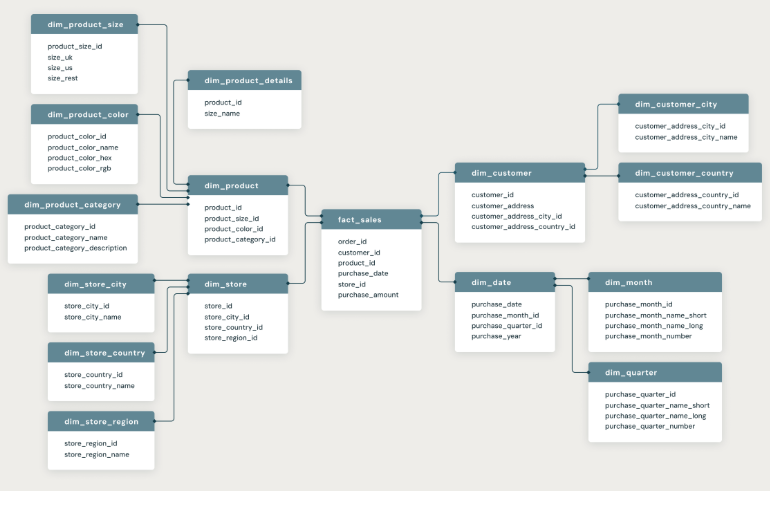 dim_product_size
product_size_id
size_uk
size_us
size_rest
dim_product_details
product_id
size_name
dim_product_color
product_color_id
product_color_name
product_color_hex
product_color_rgb
dim_product
product_id
product_size_id
product_color_id
product_category_id
dim_product_category
product_category_id
product_category_name
product_category_description
dim_store_city
store_city_id
store_city_name
dim_store
store_id
store_city_id
store_country_id
store_region_id
dim_store_country
store_country_id
store_country_name
dim_store_region
store_region_id
store_region_name
fact_sales
order_id
customer_id
product_id
purchase_date
store_id
purchase_amount
dim_customer
customer_id
customer_address
customer_address_city_id
customer_address_country_id
dim_customer_city
customer_address_city_id
customer_address_city_name
dim_customer_country
customer_address_country_id
customer_address_country_name
dim_date
purchase_date
purchase_month_id
purchase_quarter_id
purchase_year
dim_month
purchase_month_id
purchase_month_name_short
purchase_month_name_long
purchase_month_number
dim_quarter
purchase_quarter_id
purchase_quarter_name_short
purchase_quarter_name_long
purchase_quarter_number